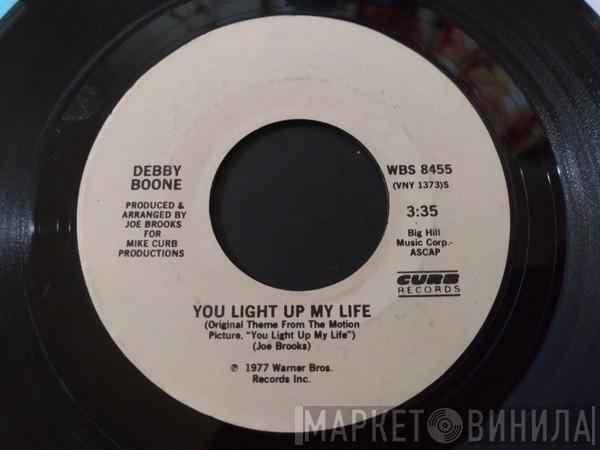 DEBBY
BOONE
PRODUCED &
ARRANGED BY
JOE BROOKS
FOR
MIKE CURB
PRODUCTIONS
WBS 8455
(VNY 1373)S
3:35
Big Hill
Music Corp.-
ASCAP
CURB
RECORDS
YOU LIGHT UP MY LIFE
(Original Theme From The Motion
Picture, "You Light Up My Life")
(Joe Brooks)
℗ 1977 Warner Bros.
Records Inc.
МАРКЕТ ВИНИЛА